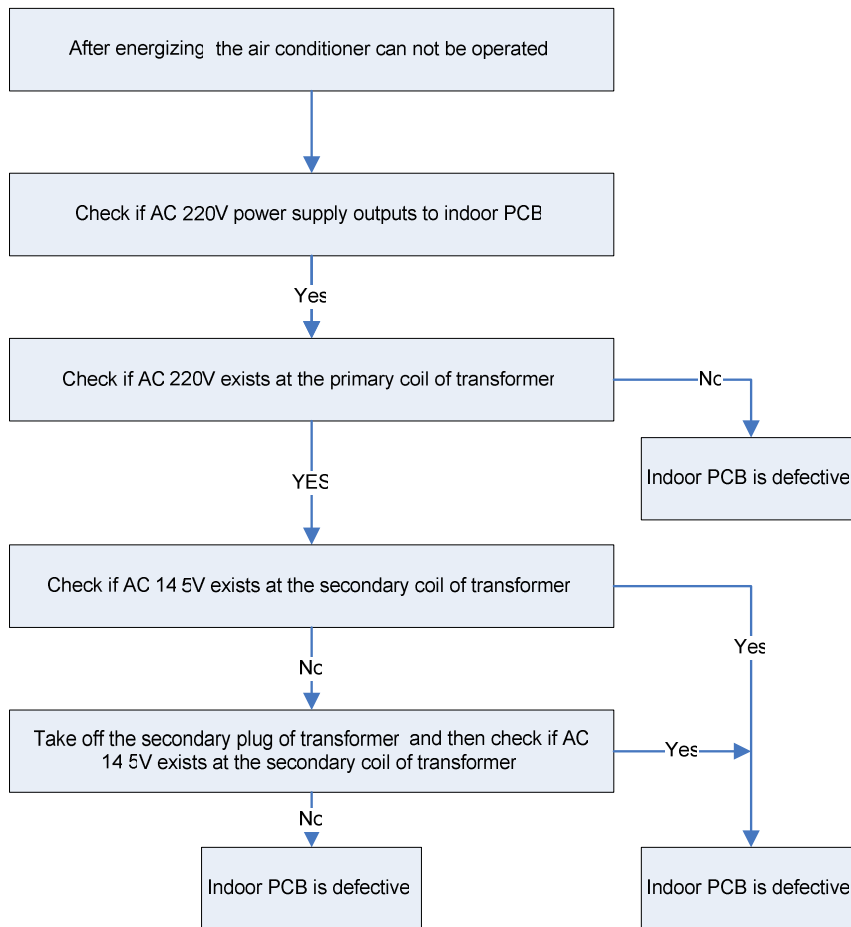 After energizing the air conditioner can not be operated
Check if AC 220V power supply outputs to indoor PCB
Yes
Check if AC 220V exists at the primary coil of transformer
No
Indoor PCB is defective
YES
Check if AC 14 5V exists at the secondary coil of transformer
Yes
No
Take off the secondary plug of transformer and then check if AC
14 5V exists at the secondary coil of transformer
Yes
No
Indoor PCB is defective
Indoor PCB is defective